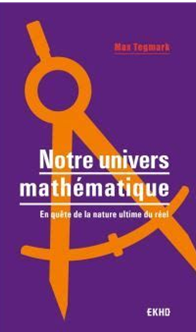 Max Tegmark
Notre univers
mathématique
En quête de la nature ultime du réel
EKHO